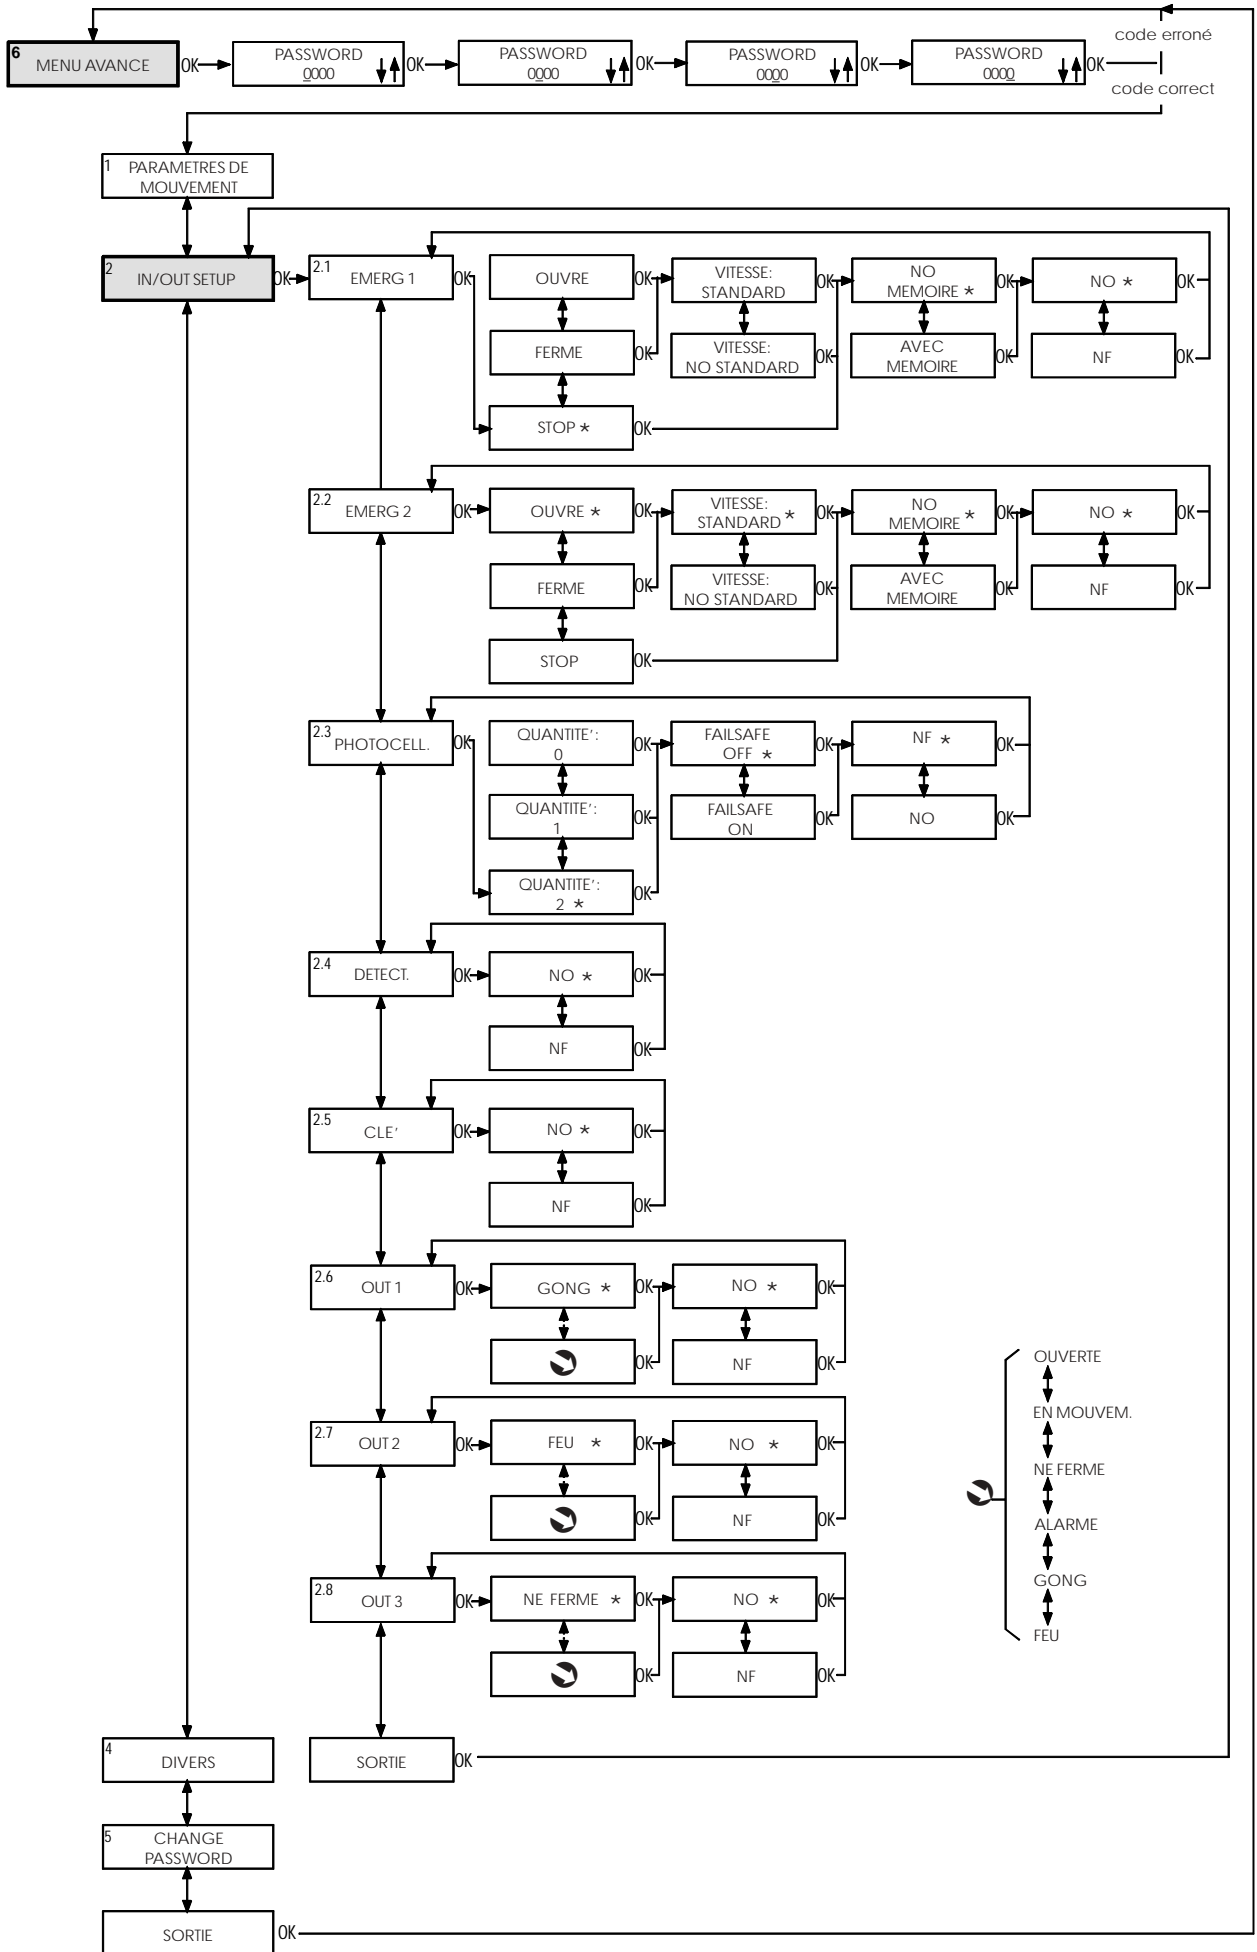 code erroné
6 MENU AVANCE OK
PASSWORD
0000 OK
PASSWORD
0000 OK
PASSWORD
0000 OK
PASSWORD
0000 OK
code correct
1 PARAMETRES DE
MOUVEMENT
2 IN/OUT SETUP OK
2.1 EMERG 1 OK
OUVRE OK
FERME OK
STOP * OK
VITESSE:
STANDARD OK
VITESSE:
NO STANDARD OK
NO
MEMOIRE * OK
AVEC
MEMOIRE OK
NO * OK
NF OK
2.2 EMERG 2 OK
OUVRE * OK
FERME OK
STOP OK
VITESSE:
STANDARD * OK
VITESSE:
NO STANDARD OK
NO
MEMOIRE * OK
AVEC
MEMOIRE OK
NO * OK
NF OK
2.3 PHOTOCELL. OK
QUANTITE':
0 OK
QUANTITE':
1 OK
QUANTITE':
2 * OK
FAILSAFE
OFF * OK
FAILSAFE
ON OK
NF * OK
NO OK
2.4 DETECT. OK
NO * OK
NF OK
2.5 CLE' OK
NO * OK
NF OK
2.6 OUT 1 OK
GONG * OK
OK
NO * OK
NF OK
2.7 OUT 2 OK
FEU * OK
OK
NO * OK
NF OK
2.8 OUT 3 OK
NE FERME * OK
OK
NO * OK
NF OK
OUVERTE
EN MOUVEM.
NE FERME
ALARME
GONG
FEU
SORTIE OK
4 DIVERS
5 CHANGE
PASSWORD
SORTIE OK